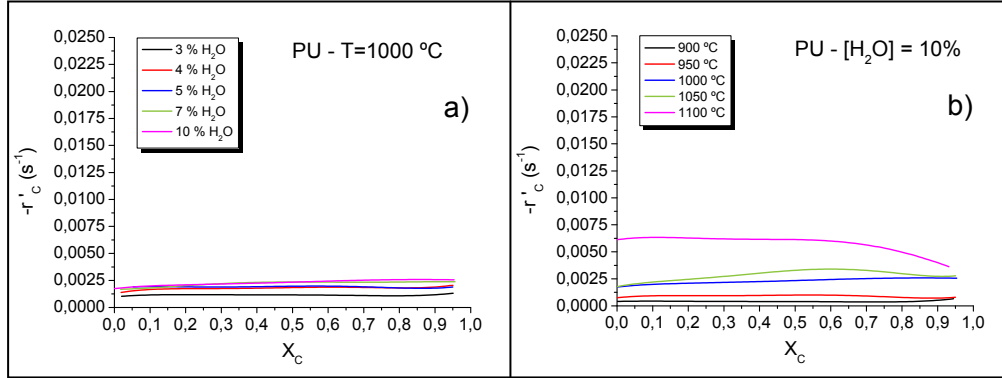 3 % H₂O
4 % H₂O
5 % H₂O
7 % H₂O
10 % H₂O
PU - T=1000 ºC
a)
0,0250
0,0225
0,0200
0,0175
0,0150
0,0125
0,0100
0,0075
0,0050
0,0025
0,0000
-r'C (s⁻¹)
0,0 0,1 0,2 0,3 0,4 0,5 0,6 0,7 0,8 0,9 1,0
XC
900 ºC
950 ºC
1000 ºC
1050 ºC
1100 ºC
PU - [H₂O] = 10%
b)
0,0250
0,0225
0,0200
0,0175
0,0150
0,0125
0,0100
0,0075
0,0050
0,0025
0,0000
-r'C (s⁻¹)
0,0 0,1 0,2 0,3 0,4 0,5 0,6 0,7 0,8 0,9 1,0
XC